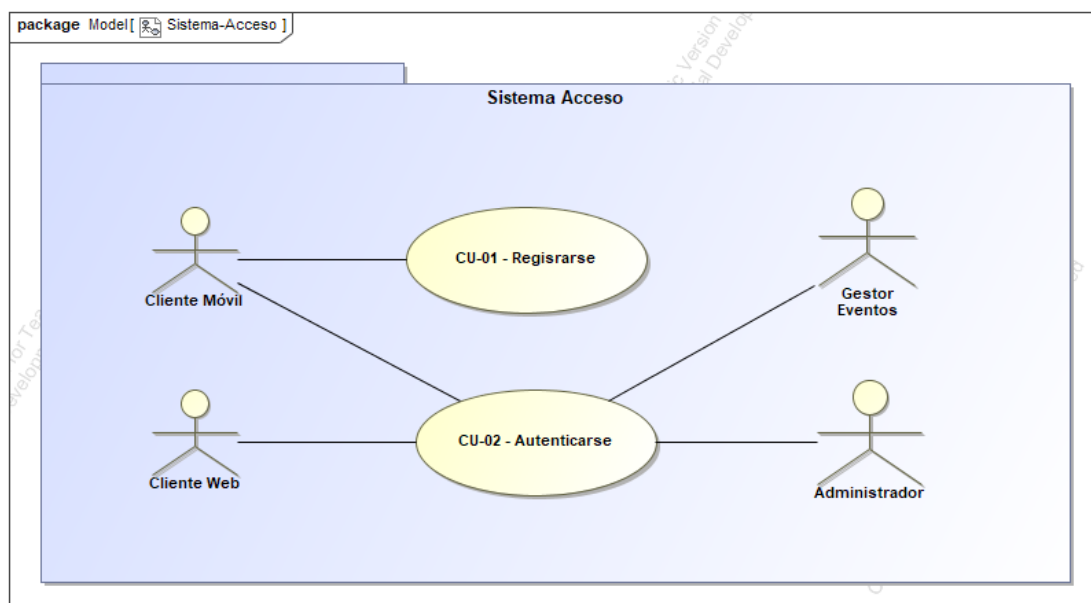 package Model[ Sistema-Acceso ]
Sistema Acceso
CU-01 - Regisrarse
Cliente Móvil
Gestor
Eventos
CU-02 - Autenticarse
Cliente Web
Administrador